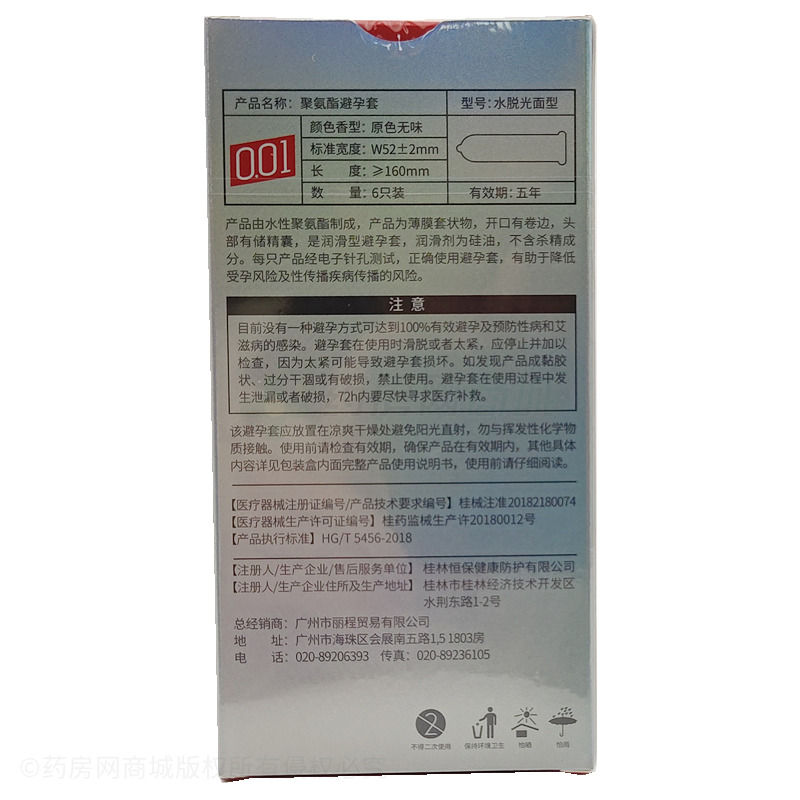 产品名称：聚氨酯避孕套
型号：水脱光面型
0.01
颜色香型：原色无味
标准宽度：W52±2mm
长 度：≥160mm
数 量：6只装
有效期：五年
产品由水性聚氨酯制成，产品为薄膜套状物，开口有卷边，头
部有储精囊，是润滑型避孕套，润滑剂为硅油，不含杀精成
分。每只产品经电子针孔测试，正确使用避孕套，有助于降低
受孕风险及性传播疾病传播的风险。
注 意
目前没有一种避孕方式可达到100%有效避孕及预防性病和艾
滋病的感染。避孕套在使用时滑脱或者太紧，应停止并加以
检查，因为太紧可能导致避孕套损坏。如发现产品成黏胶
状、过分干涸或有破损，禁止使用。避孕套在使用过程中发
生泄漏或者破损，72h内要尽快寻求医疗补救。
该避孕套应放置在凉爽干燥处避免阳光直射，勿与挥发性化学物
质接触。使用前请检查有效期，确保产品在有效期内，其他具体
内容详见包装盒内面完整产品使用说明书，使用前请仔细阅读。
【医疗器械注册证编号/产品技术要求编号】桂械注准20182180074
【医疗器械生产许可证编号】桂药监械生产许20180012号
【产品执行标准】HG/T 5456-2018
【注册人/生产企业/售后服务单位】桂林恒保健康防护有限公司
【注册人/生产企业住所及生产地址】桂林市桂林经济技术开发区
水荆东路1-2号
总经销商：广州市丽程贸易有限公司
地 址：广州市海珠区会展南五路1,5 1803房
电 话：020-89206393 传真：020-89236105
2
不得二次使用 保持环境卫生 怕晒 怕雨
©药房网商城版权所有侵权必究